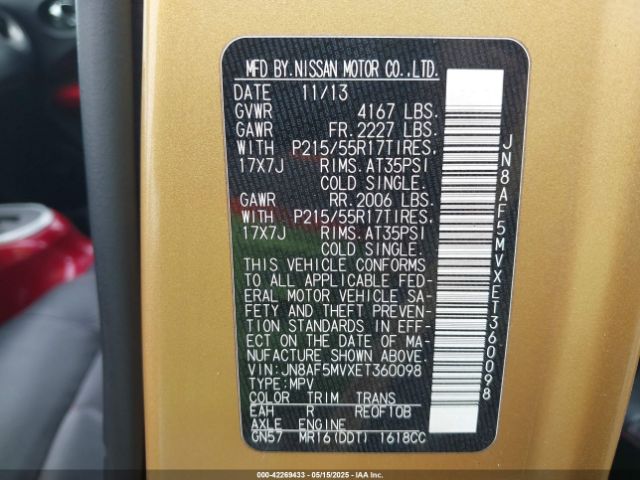 MFD BY.NISSAN MOTOR CO.,LTD.
DATE 11/13
GVWR 4167 LBS.
GAWR FR. 2227 LBS.
WITH P215/55R17TIRES,
17X7J RIMS. AT35PSI
COLD SINGLE.
GAWR RR. 2006 LBS.
WITH P215/55R17TIRES,
17X7J RIMS. AT35PSI
COLD SINGLE.
THIS VEHICLE CONFORMS
TO ALL APPLICABLE FED-
ERAL MOTOR VEHICLE SA-
FETY AND THEFT PREVEN-
TION STANDARDS IN EFF-
ECT ON THE DATE OF MA-
NUFACTURE SHOWN ABOVE.
VIN:JN8AF5MVXET360098
TYPE:MPV
COLOR TRIM TRANS
EAH R RE0F10B
AXLE ENGINE
GN57 MR16(DDT) 1618CC
JN8AF5MVXET360098
000-42269433 - 05/15/2025 - IAAI.COM